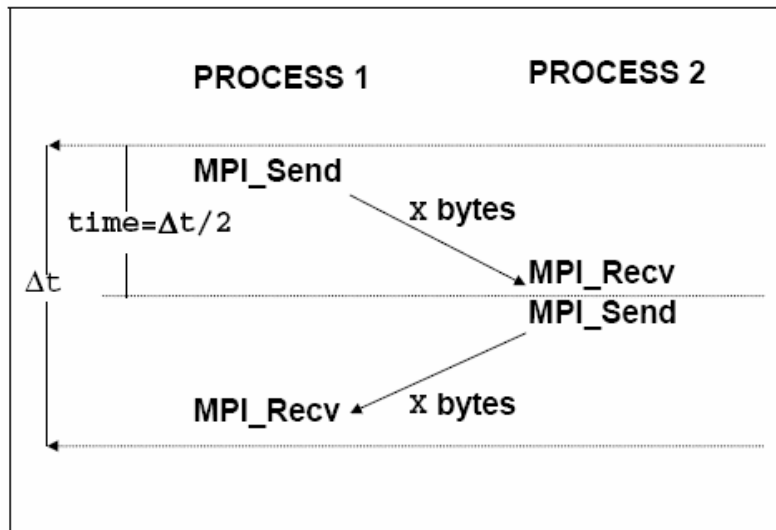 PROCESS 1
PROCESS 2
MPI_Send
X bytes
time=Δt/2
MPI_Recv
Δt
MPI_Send
MPI_Recv
X bytes